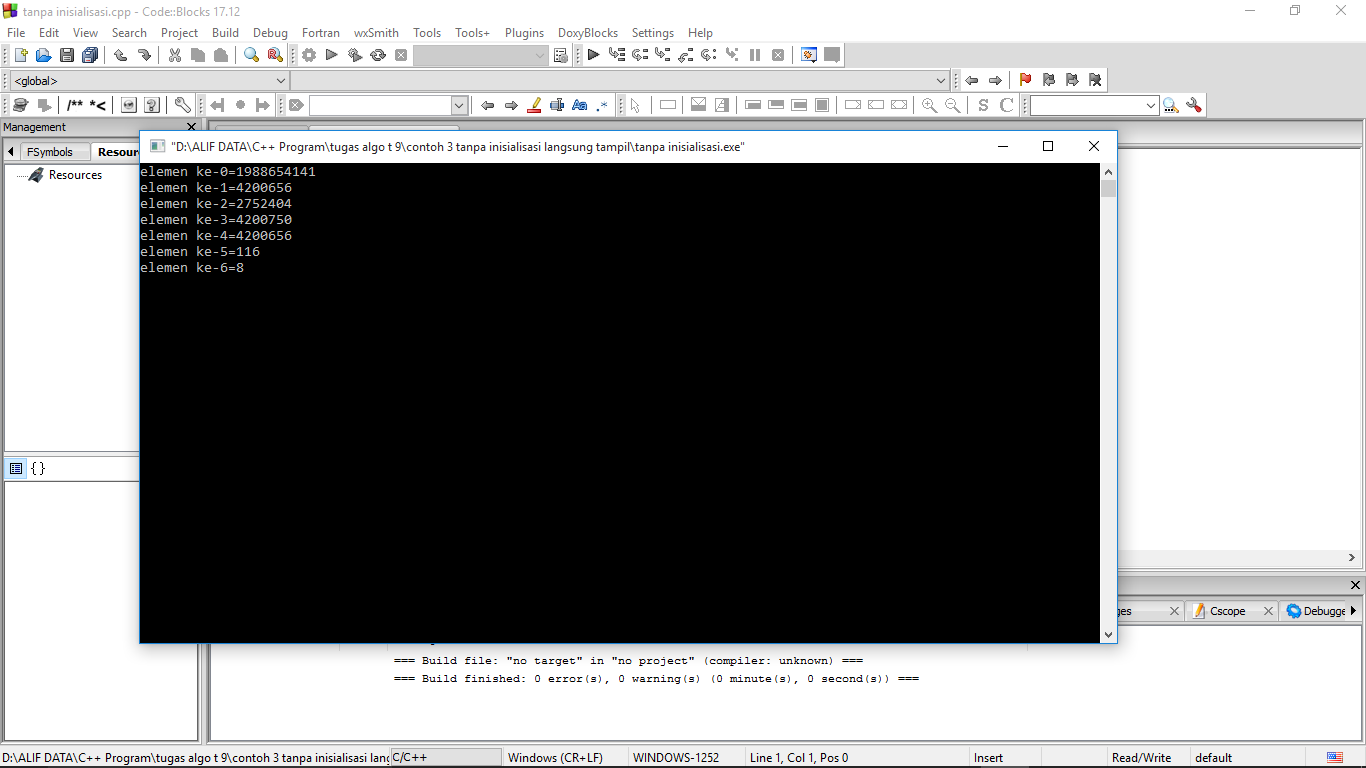 tanpa inisialisasi.cpp - Code::Blocks 17.12
File Edit View Search Project Build Debug Fortran wxSmith Tools Tools+ Plugins DoxyBlocks Settings Help
<global>
/** *<
Aa .*
S C
Management
FSymbols Resour
Resources
{}
"D:\ALIF DATA\C++ Program\tugas algo t 9\contoh 3 tanpa inisialisasi langsung tampil\tanpa inisialisasi.exe"
elemen ke-0=1988654141
elemen ke-1=4200656
elemen ke-2=2752404
elemen ke-3=4200750
elemen ke-4=4200656
elemen ke-5=116
elemen ke-6=8
ges Cscope Debugge
=== Build file: "no target" in "no project" (compiler: unknown) ===
=== Build finished: 0 error(s), 0 warning(s) (0 minute(s), 0 second(s)) ===
D:\ALIF DATA\C++ Program\tugas algo t 9\contoh 3 tanpa inisialisasi lang C/C++ Windows (CR+LF) WINDOWS-1252 Line 1, Col 1, Pos 0 Insert Read/Write default